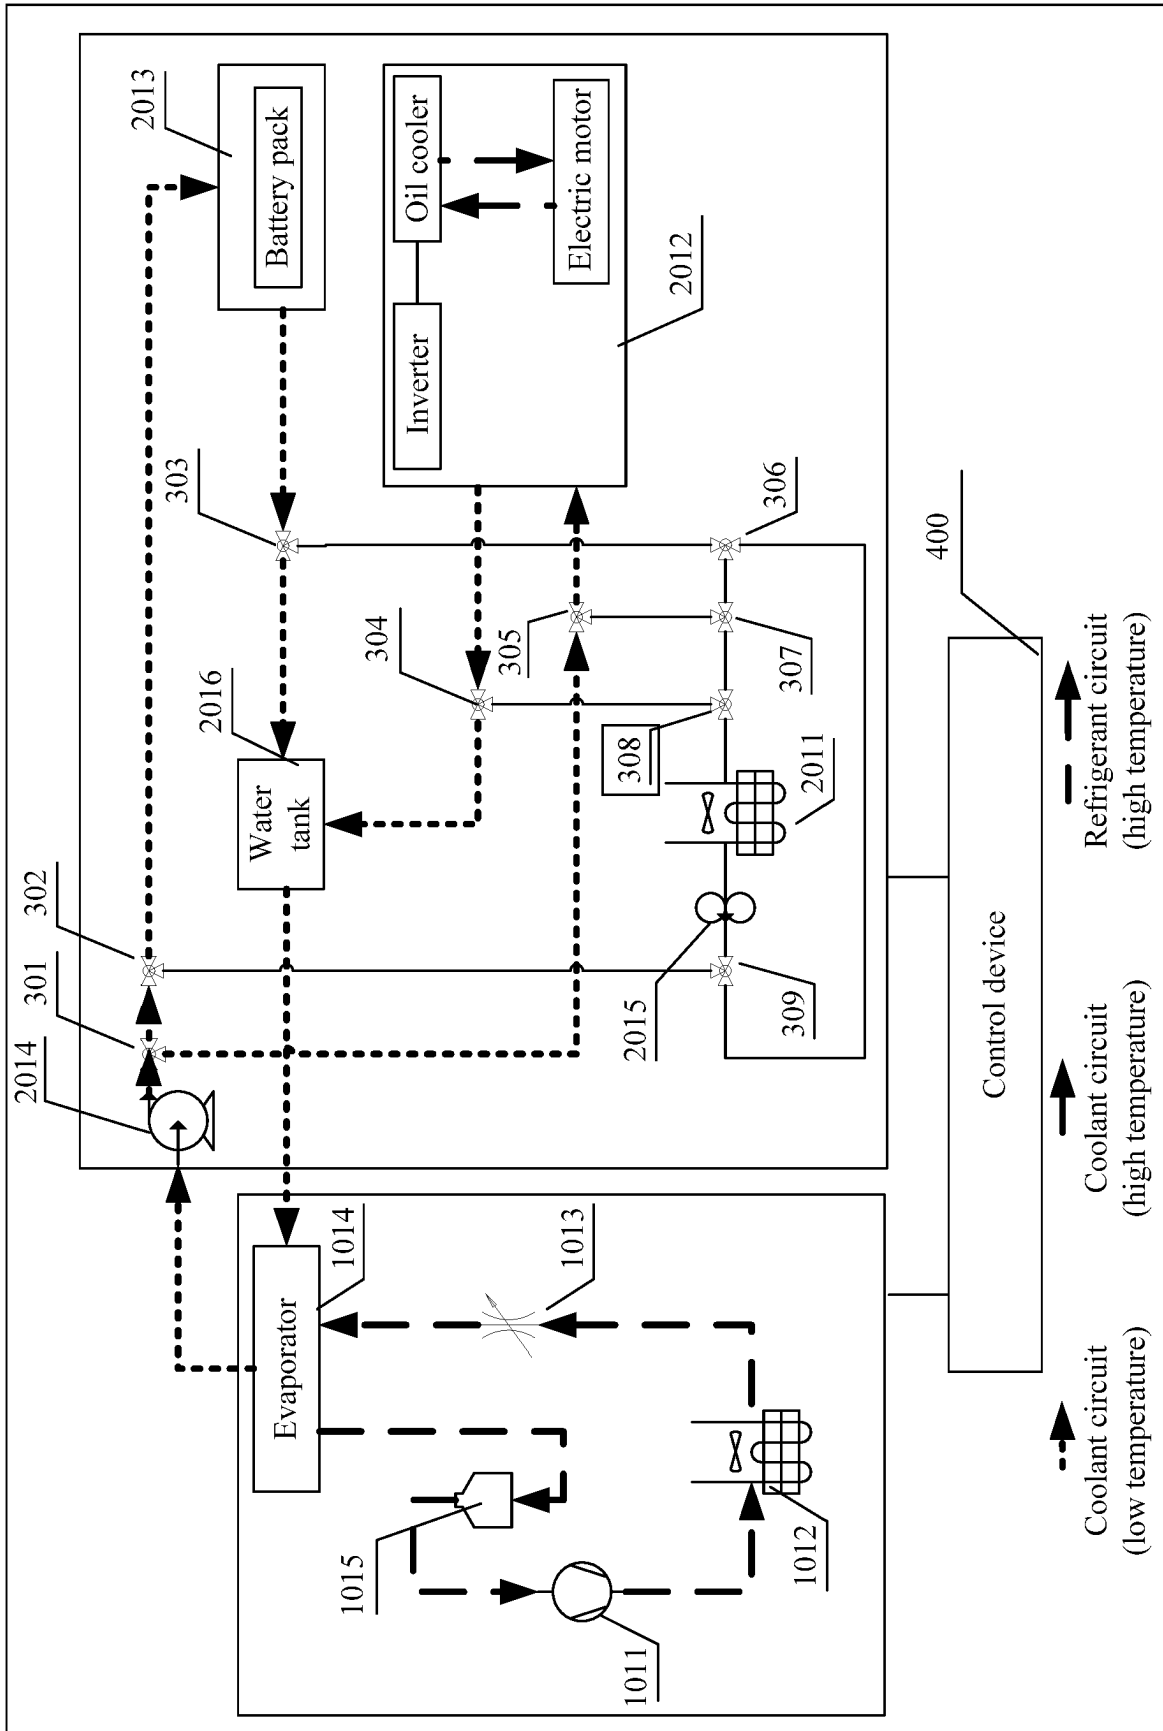 2013
Battery pack
Oil cooler
Electric motor
Inverter
2012
303
306
400
304
305
307
2016
Water
tank
308
2011
302
301
2014
2015
309
Control device
Evaporator
1014
1013
1015
1011
1012
Coolant circuit
(low temperature)
Coolant circuit
(high temperature)
Refrigerant circuit
(high temperature)